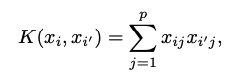 K(x_i, x_{i'}) = \sum_{j=1}^{p} x_{ij} x_{i'j},